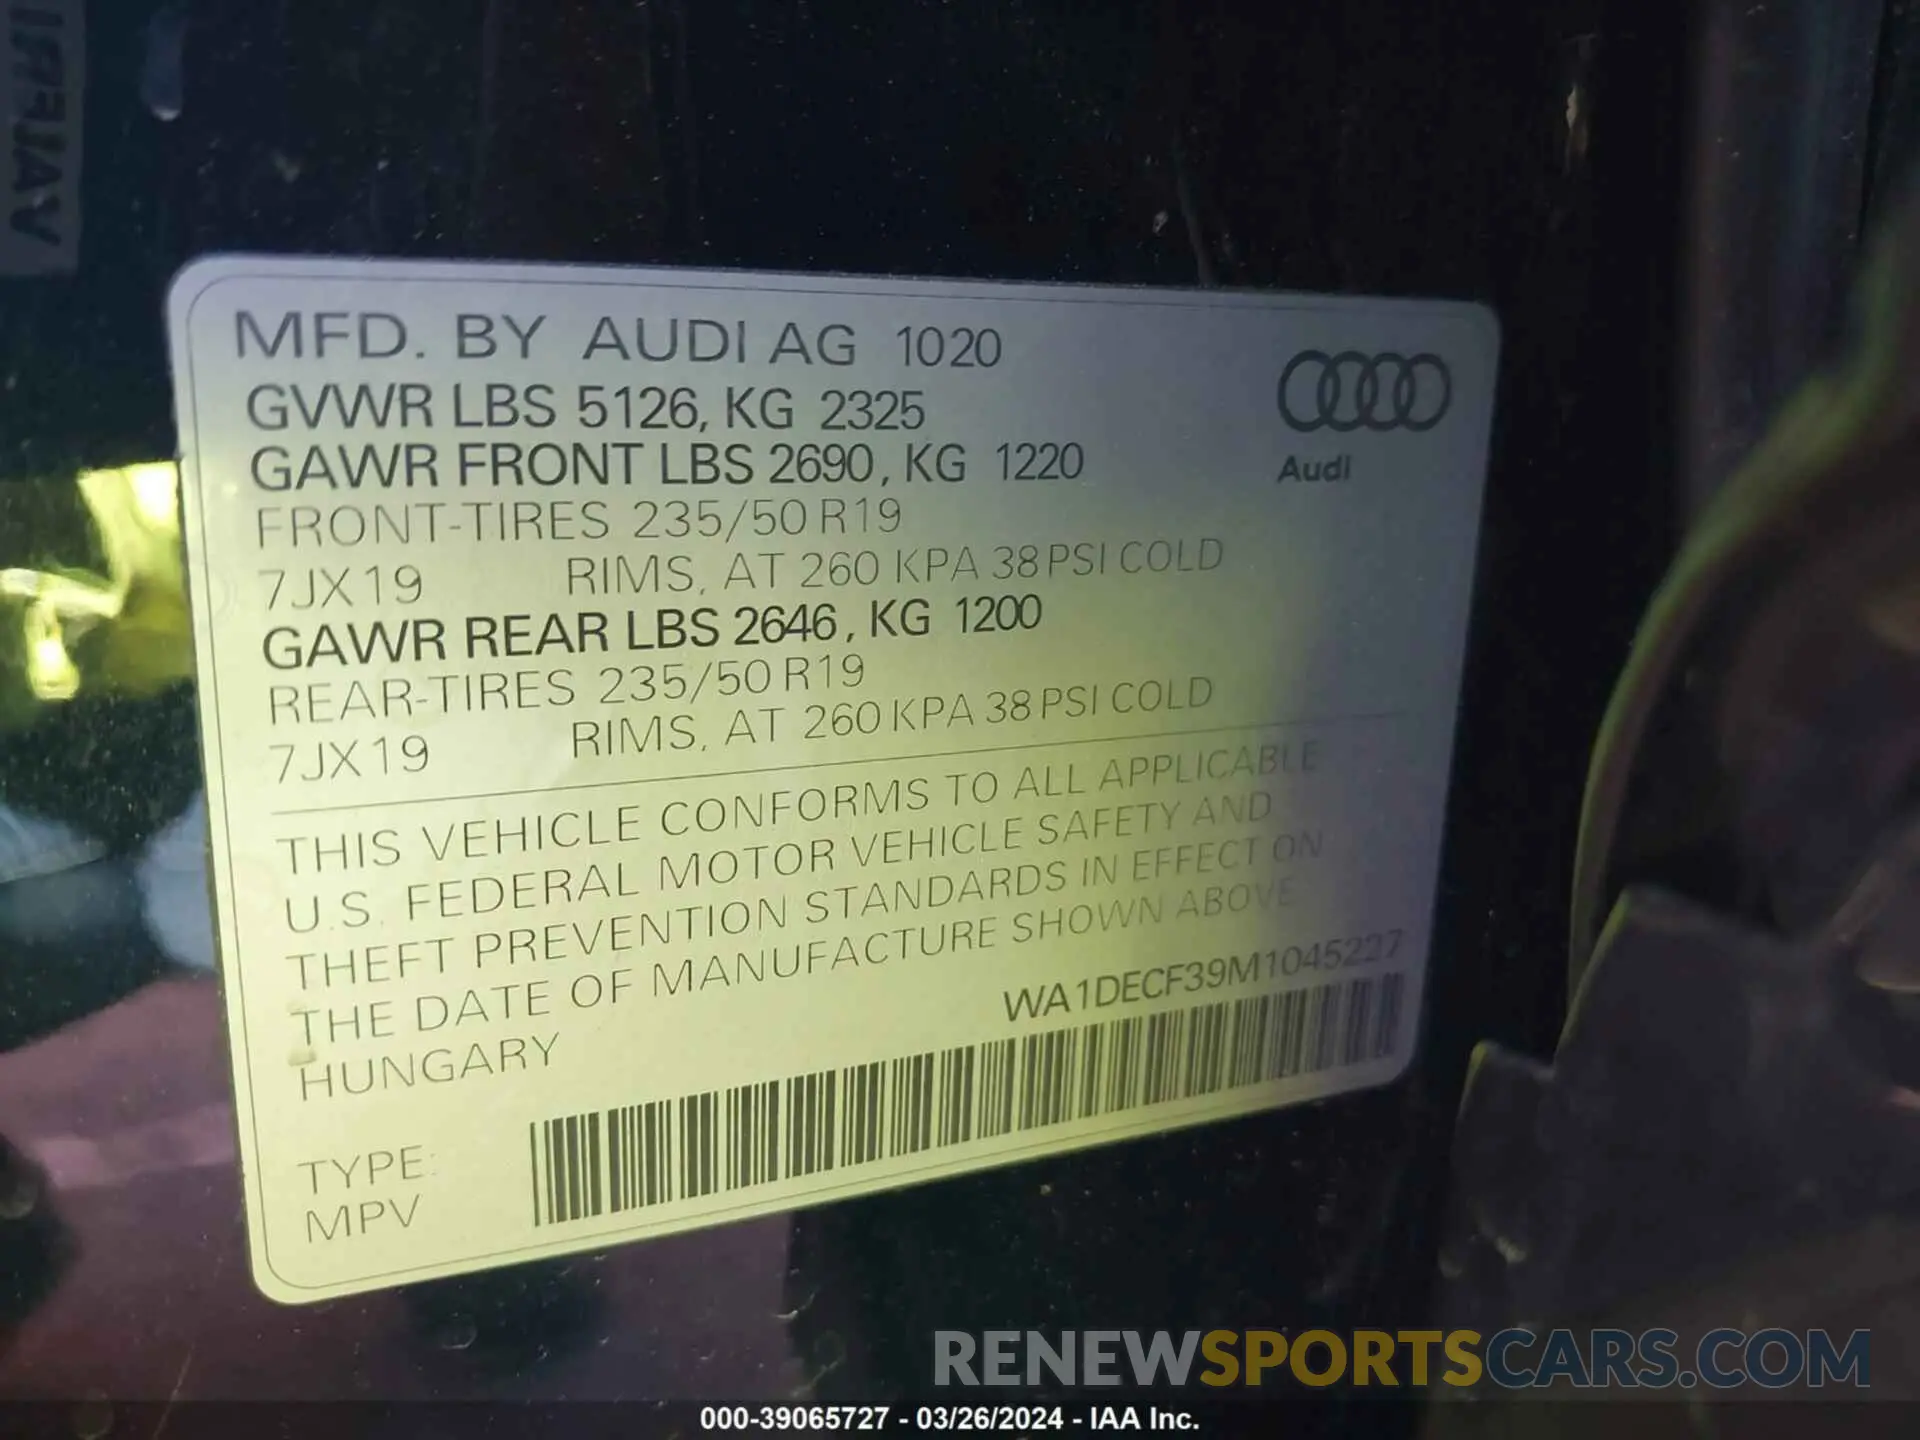 MFD. BY AUDI AG 1020
GVWR LBS 5126, KG 2325
GAWR FRONT LBS 2690, KG 1220
FRONT-TIRES 235/50 R19
7JX19 RIMS, AT 260 KPA 38 PSI COLD
GAWR REAR LBS 2646, KG 1200
REAR-TIRES 235/50 R19
7JX19 RIMS, AT 260 KPA 38 PSI COLD
Audi
THIS VEHICLE CONFORMS TO ALL APPLICABLE
U.S. FEDERAL MOTOR VEHICLE SAFETY AND
THEFT PREVENTION STANDARDS IN EFFECT ON
THE DATE OF MANUFACTURE SHOWN ABOVE
HUNGARY
WA1DECF39M1045227
TYPE:
MPV
RENEWSPORTSCARS.COM
000-39065727 - 03/26/2024 - IAA Inc.